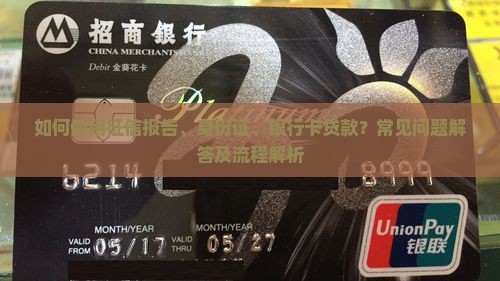 招商銀行
CHINA MERCHANTS
Debit 金葵花卡
Platinum
如何使用征信报告、身份证、银行卡贷款？常见问题解
答及流程解析
6214 8999
MONTH/YEAR MONTH/YEAR
VALID FROM 05/17 VALID THRU 05/27
UnionPay
银联